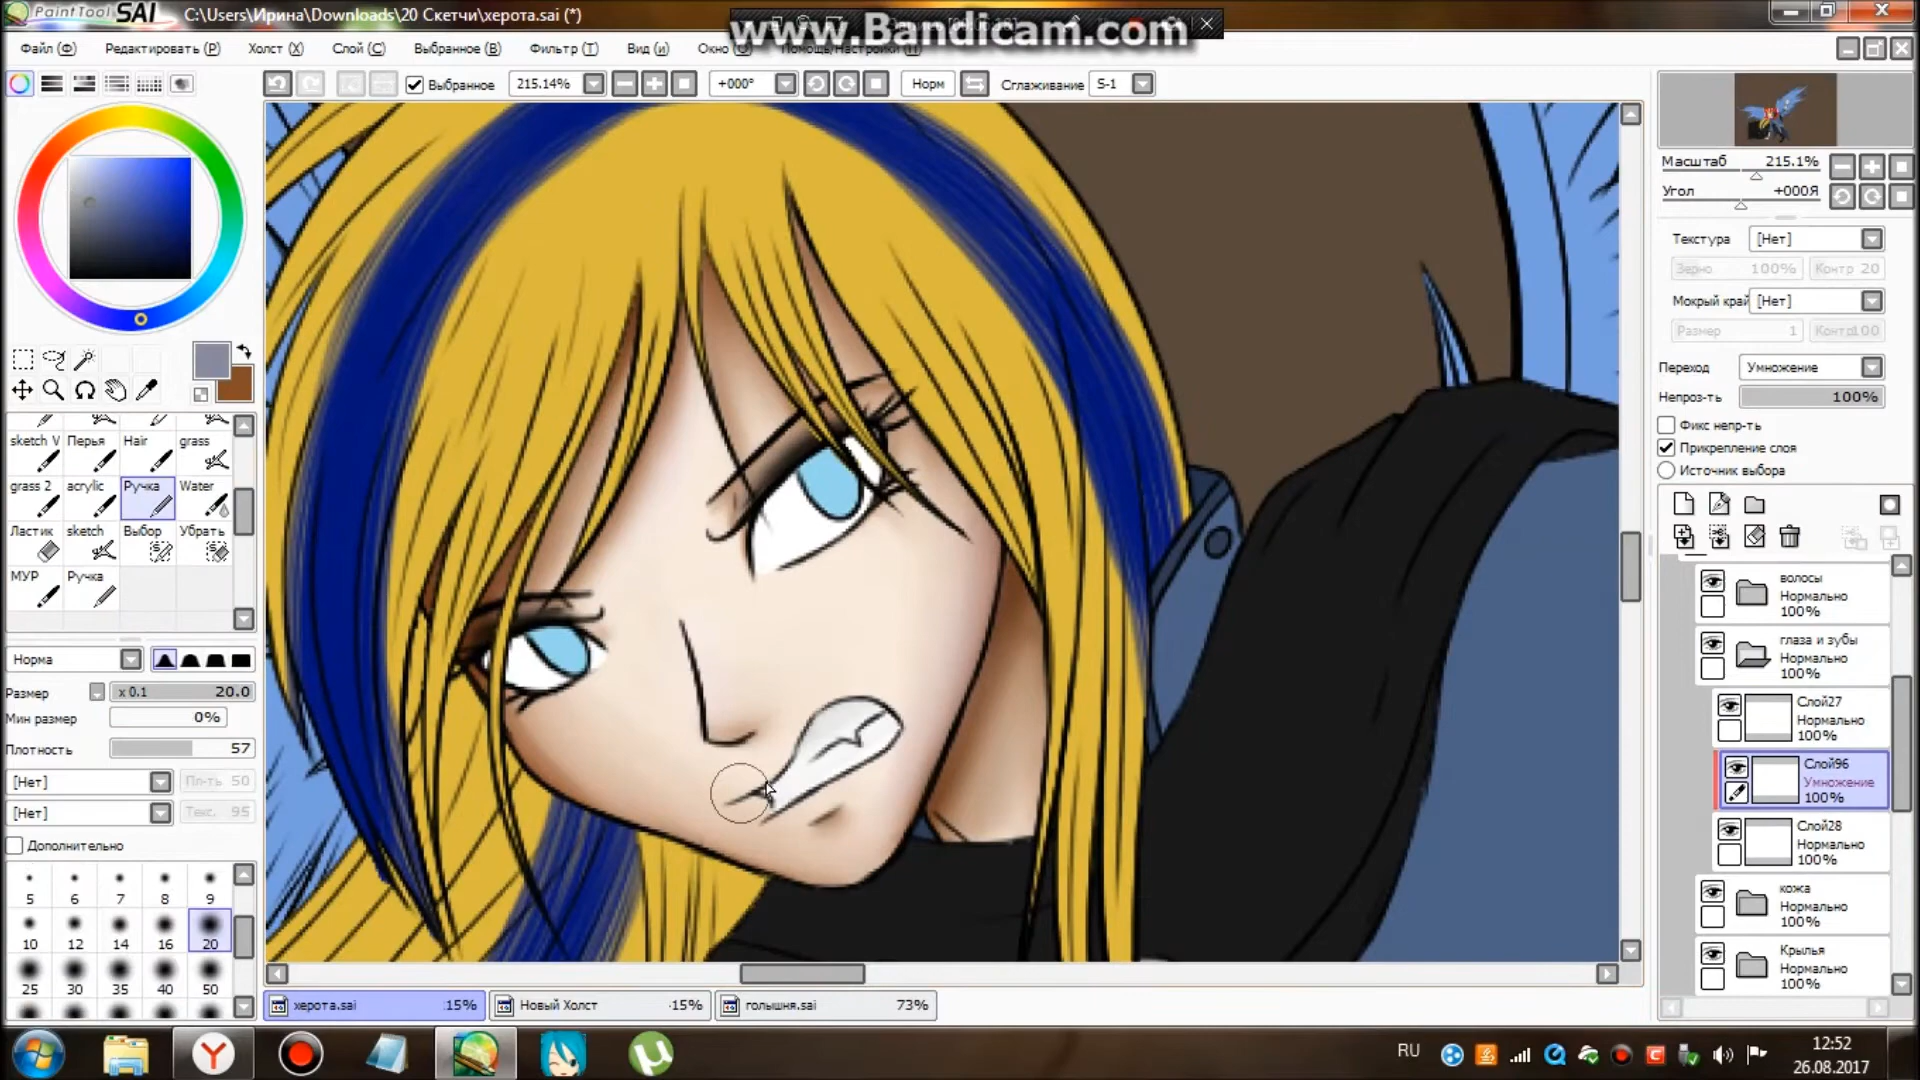 PaintTool SAI C:\Users\Ирина\Downloads\20 Скетчи\херота.sai (*)
www.Bandicam.com
Файл (Ф) Редактировать (Р) Холст (Х) Слой (С) Выбранное (В) Фильтр (Т) Вид (и) Окно
Выбранное 215.14% +000° Норм Сглаживание S-1
Масштаб 215.1%
Угол +000Я
Текстура [Нет]
Зерно 100% Контр 20
Мокрый край [Нет]
Размер 1 Контр100
Переход Умножение
Непроз-ть 100%
Фикс непр-ть
Прикрепление слоя
Источник выбора
sketch V Перья Hair grass
grass 2 acrylic Ручка Water
Ластик sketch Выбор Убрать
МУР Ручка
Норма
Размер x 0.1 20.0
Мин размер 0%
Плотность 57
[Нет] Пл-ть 50
[Нет] Текс. 95
Дополнительно
5 6 7 8 9
10 12 14 16 20
25 30 35 40 50
волосы
Нормально
100%
глаза и зубы
Нормально
100%
Слой27
Нормально
100%
Слой96
Умножение
100%
Слой28
Нормально
100%
кожа
Нормально
100%
Крылья
Нормально
100%
херота.sai :15% Новый Холст ·15% голышня.sai 73%
RU 12:52
26.08.2017